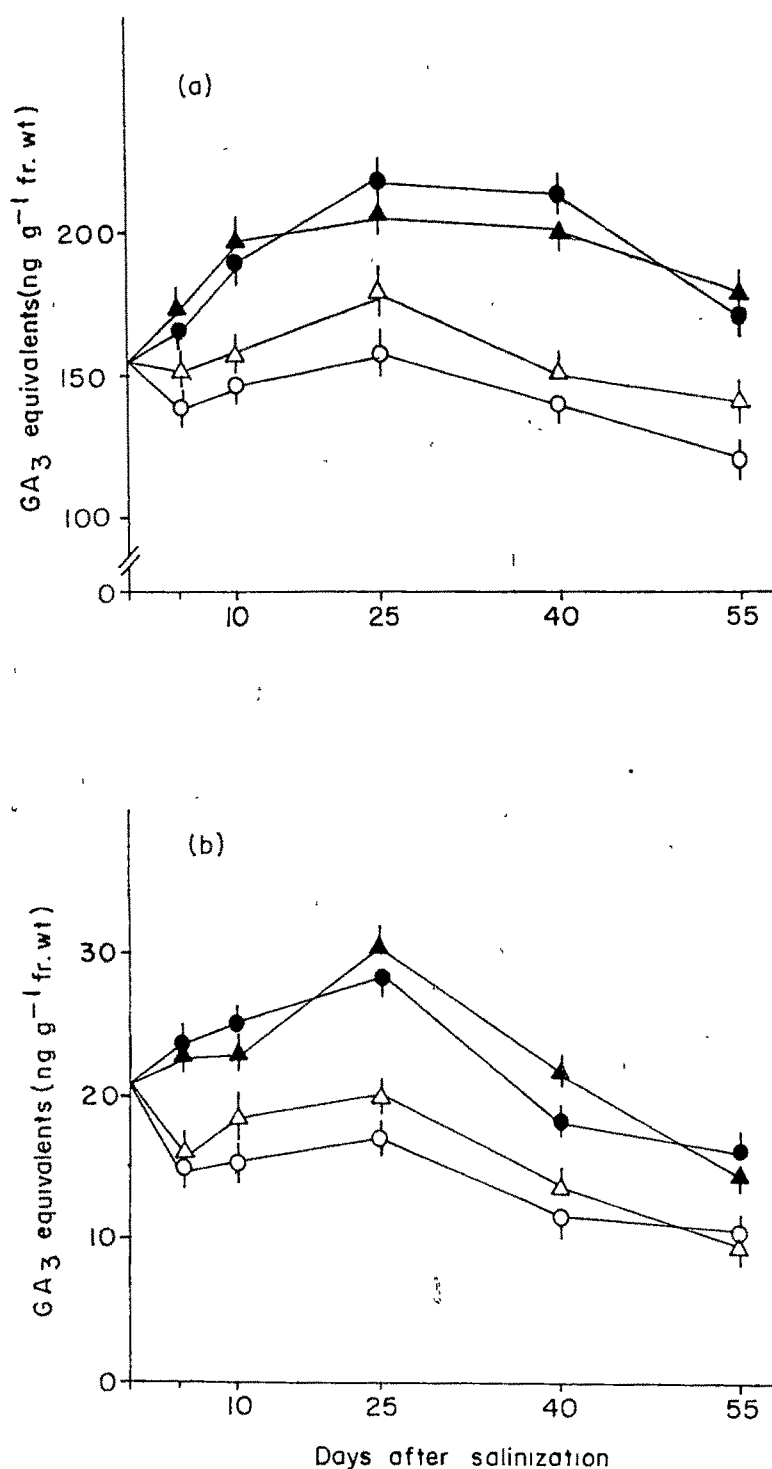 (a)
GA3 equivalents(ng g⁻¹ fr. wt)
200
150
100
0
10 25 40 55
(b)
GA3 equivalents (ng g⁻¹ fr. wt)
30
20
10
0
10 25 40 55
Days after salinization